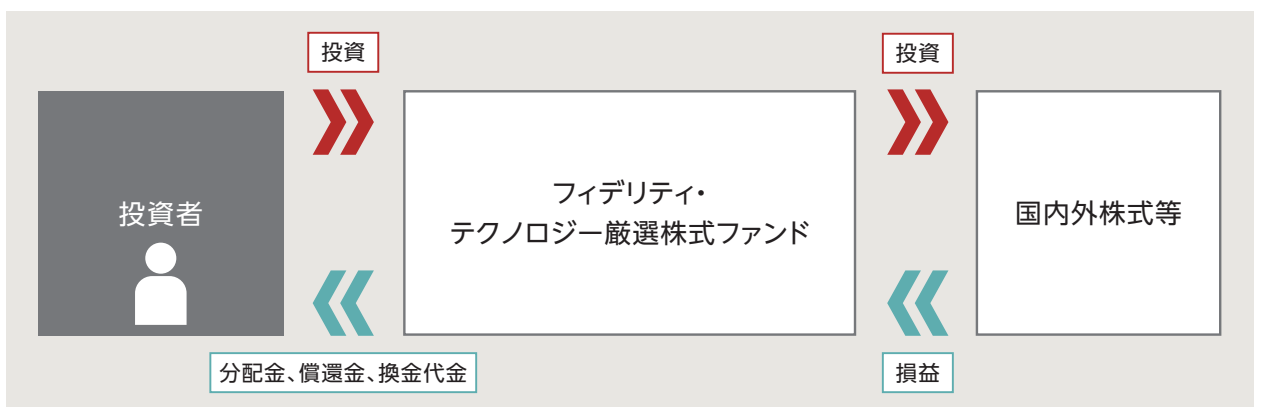 投資
投資
投資者
フィデリティ・
テクノロジー厳選株式ファンド
国内外株式等
分配金、償還金、換金代金
損益